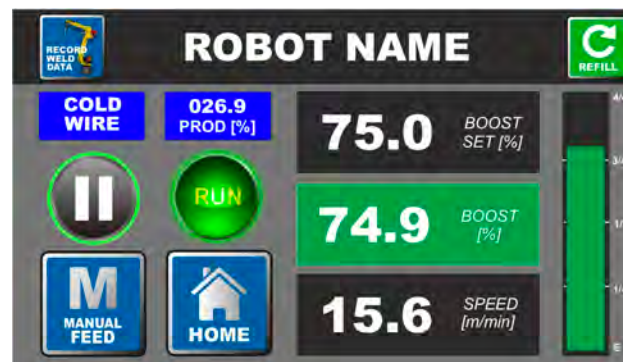 RECORD
WELD
DATA
ROBOT NAME
REFILL
COLD
WIRE
026.9
PROD [%]
75.0
BOOST
SET [%]
RUN
74.9
BOOST
[%]
M
MANUAL
FEED
HOME
15.6
SPEED
[m/min]
E